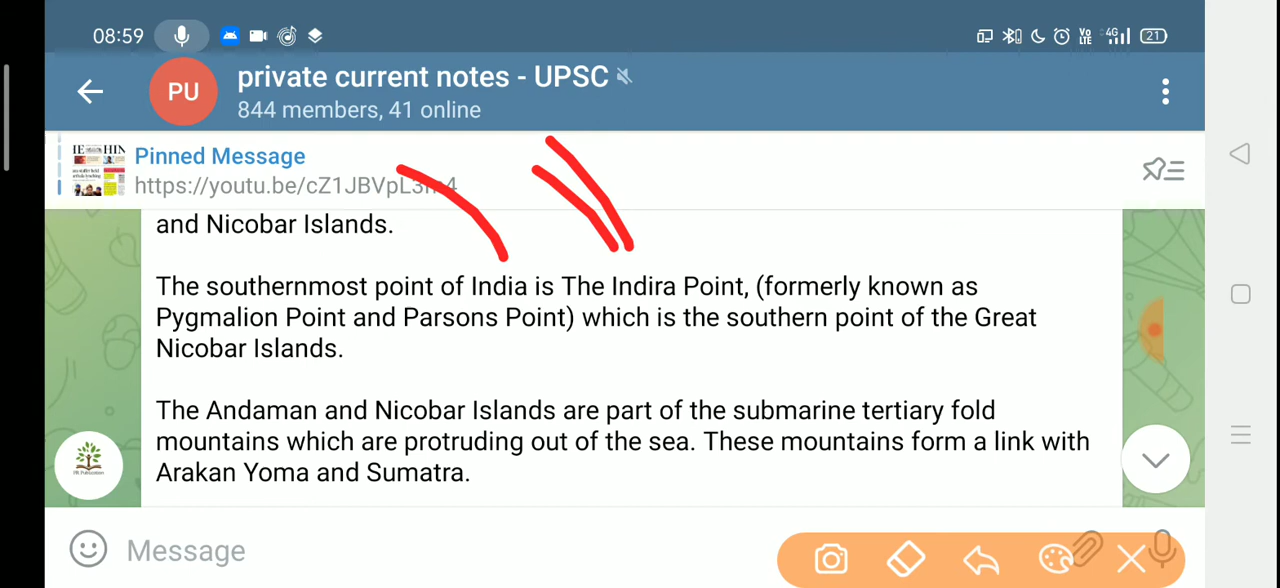 08:59
4G
VO
LTE
21
PU
private current notes - UPSC
844 members, 41 online
Pinned Message
https://youtu.be/cZ1JBVpL3
and Nicobar Islands.
The southernmost point of India is The Indira Point, (formerly known as
Pygmalion Point and Parsons Point) which is the southern point of the Great
Nicobar Islands.
The Andaman and Nicobar Islands are part of the submarine tertiary fold
mountains which are protruding out of the sea. These mountains form a link with
Arakan Yoma and Sumatra.
Message